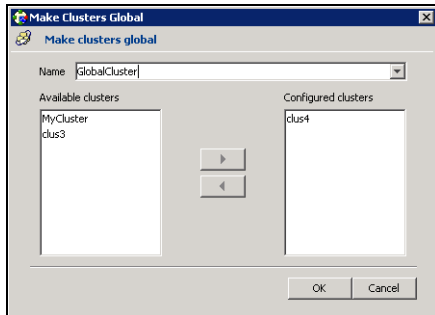 Make Clusters Global
Make clusters global
Name GlobalCluster
Available clusters Configured clusters
MyCluster clus4
clus3
OK Cancel